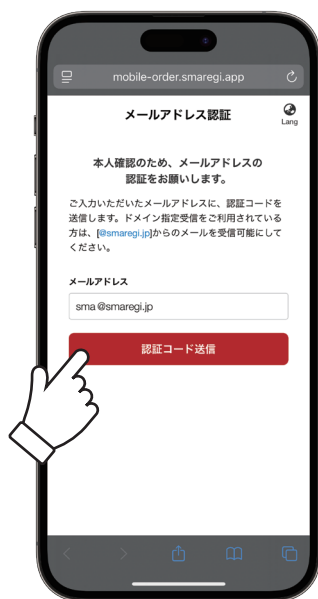 mobile-order.smaregi.app
メールアドレス認証
Lang
本人確認のため、メールアドレスの
認証をお願いします。
ご入力いただいたメールアドレスに、認証コードを
送信します。ドメイン指定受信をご利用されている
方は、[@smaregi.jp]からのメールを受信可能にして
ください。
メールアドレス
sma@smaregi.jp
認証コード送信